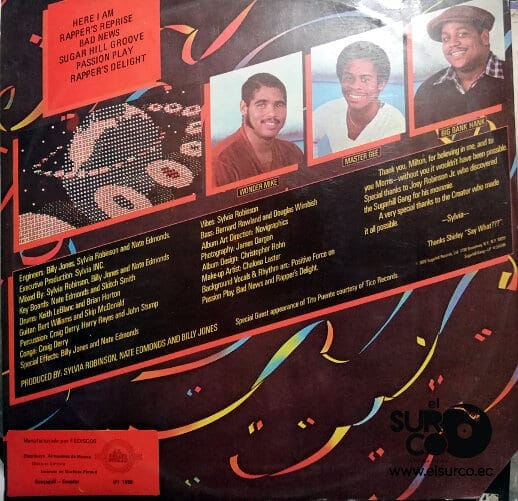 HERE I AM
RAPPER'S REPRISE
BAD NEWS
SUGAR HILL GROOVE
PASSION PLAY
RAPPER'S DELIGHT
WONDER MIKE
MASTER GEE
BIG BANK HANK
Engineers: Billy Jones, Sylvia Robinson and Nate Edmonds.
Executive Production: Sylvia INC.
Mixed By: Sylvia Robinson, Billy Jones and Nate Edmonds
Key Boards: Nate Edmonds and Skitch Smith
Drums: Keith LeBlanc and Brian Horton
Guitar: Bert Williams and Skip McDonald
Percussion: Craig Derry, Harry Reyes and John Stump
Conga: Craig Derry
Special Effects: Billy Jones and Nate Edmonds
PRODUCED BY: SYLVIA ROBINSON, NATE EDMONDS AND BILLY JONES
Vibes: Sylvia Robinson
Bass: Bernard Rowland and Douglas Wimbish
Album Art Direction: Navigraphics
Photography: James Dargan
Album Design: Christopher Rohn
Make-up Artist: Chelsea Lester
Background Vocals & Rhythm arr.: Positive Force on
Passion Play, Bad News and Rapper's Delight.
Special Guest appearance of Tito Puente courtesy of Tico Records.
Thank you, Milton, for believing in me, and to
you Morris-without you it wouldn't have been possible.
Special thanks to Joey Robinson Jr. who discovered
the Sugarhill Gang for his mommie.
A very special thanks to the Creator who made
it all possible.
-Sylvia-
Thanks Shirley "Say What???"
Manufacturado por FEDISCOS
Guayaquil - Ecuador
el
SURCO
www.elsurco.ec